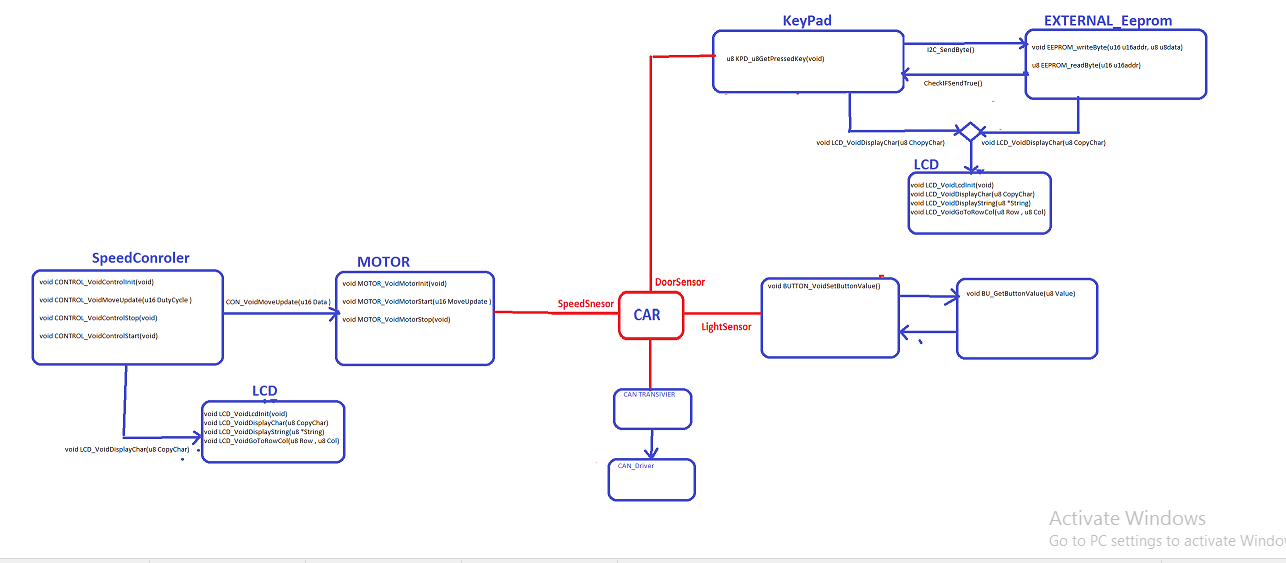 KeyPad
EXTERNAL_Eeprom
u8 KPD_u8GetPressedKey(void)
I2C_SendByte()
void EEPROM_writeByte(u16 u16addr, u8 u8data)
u8 EEPROM_readByte(u16 u16addr)
CheckIFSendTrue()
void LCD_VoidDisplayChar(u8 ChopyChar)
void LCD_VoidDisplayChar(u8 CopyChar)
LCD
void LCD_VoidLcdInit(void)
void LCD_VoidDisplayChar(u8 CopyChar)
void LCD_VoidDisplayString(u8 *String)
void LCD_VoidGoToRowCol(u8 Row , u8 Col)
SpeedConroler
void CONTROL_VoidControlInit(void)
void CONTROL_VoidMoveUpdate(u16 DutyCycle )
void CONTROL_VoidControlStop(void)
void CONTROL_VoidControlStart(void)
CON_VoidMoveUpdate(u16 Data )
MOTOR
void MOTOR_VoidMotorInit(void)
void MOTOR_VoidMotorStart(u16 MoveUpdate )
void MOTOR_VoidMotorStop(void)
SpeedSnesor
DoorSensor
CAR
LightSensor
void BUTTON_VoidSetButtonValue()
void BU_GetButtonValue(u8 Value)
LCD
void LCD_VoidLcdInit(void)
void LCD_VoidDisplayChar(u8 CopyChar)
void LCD_VoidDisplayString(u8 *String)
void LCD_VoidGoToRowCol(u8 Row , u8 Col)
void LCD_VoidDisplayChar(u8 CopyChar)
CAN TRANSIVIER
CAN_Driver
Activate Windows
Go to PC settings to activate Windo